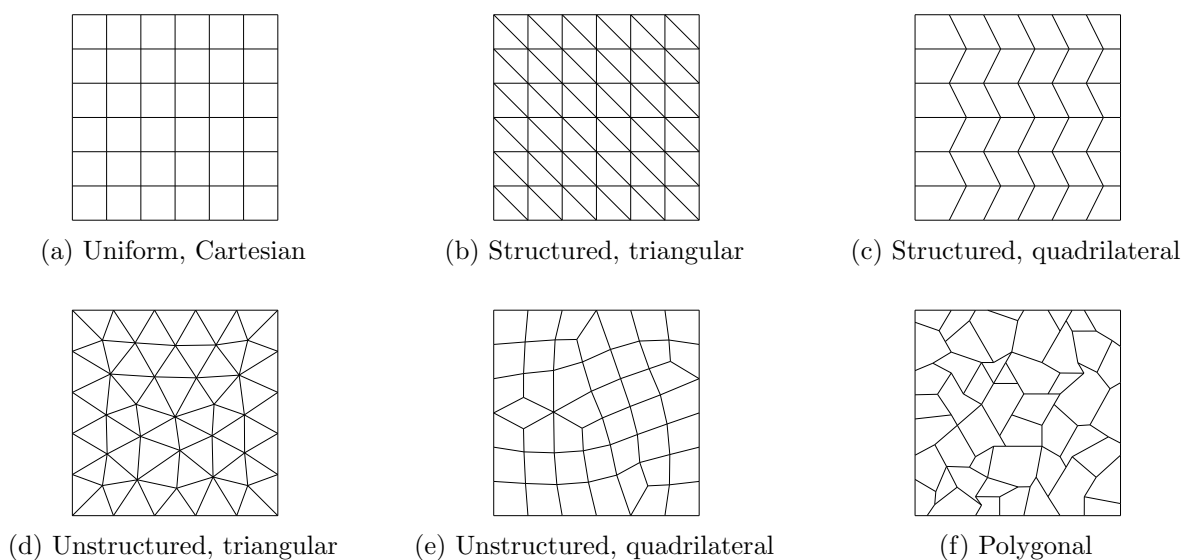 (a) Uniform, Cartesian
(b) Structured, triangular
(c) Structured, quadrilateral
(d) Unstructured, triangular
(e) Unstructured, quadrilateral
(f) Polygonal